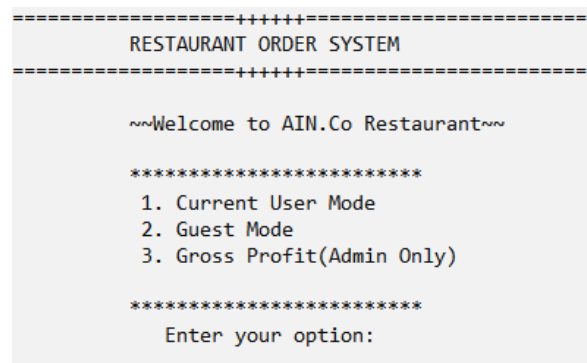 ===================++++++========================
RESTAURANT ORDER SYSTEM
===================++++++========================
~~Welcome to AIN.Co Restaurant~~
*************************
1. Current User Mode
2. Guest Mode
3. Gross Profit(Admin Only)
*************************
Enter your option: